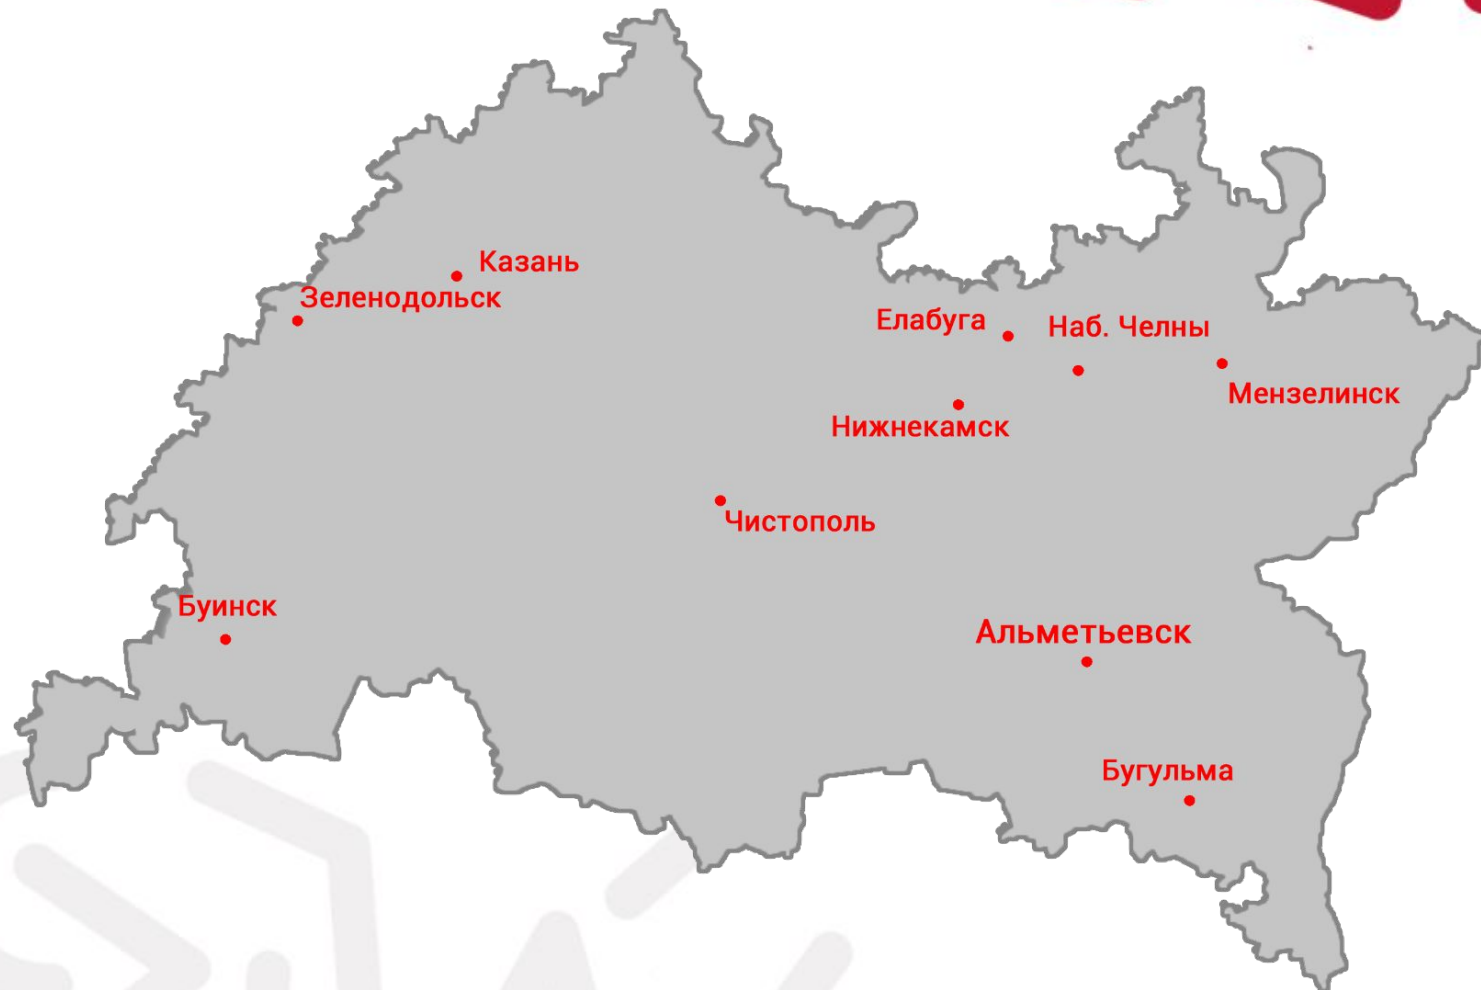 Казань
Зеленодольск
Елабуга
Наб. Челны
Мензелинск
Нижнекамск
Чистополь
Буинск
Альметьевск
Бугульма